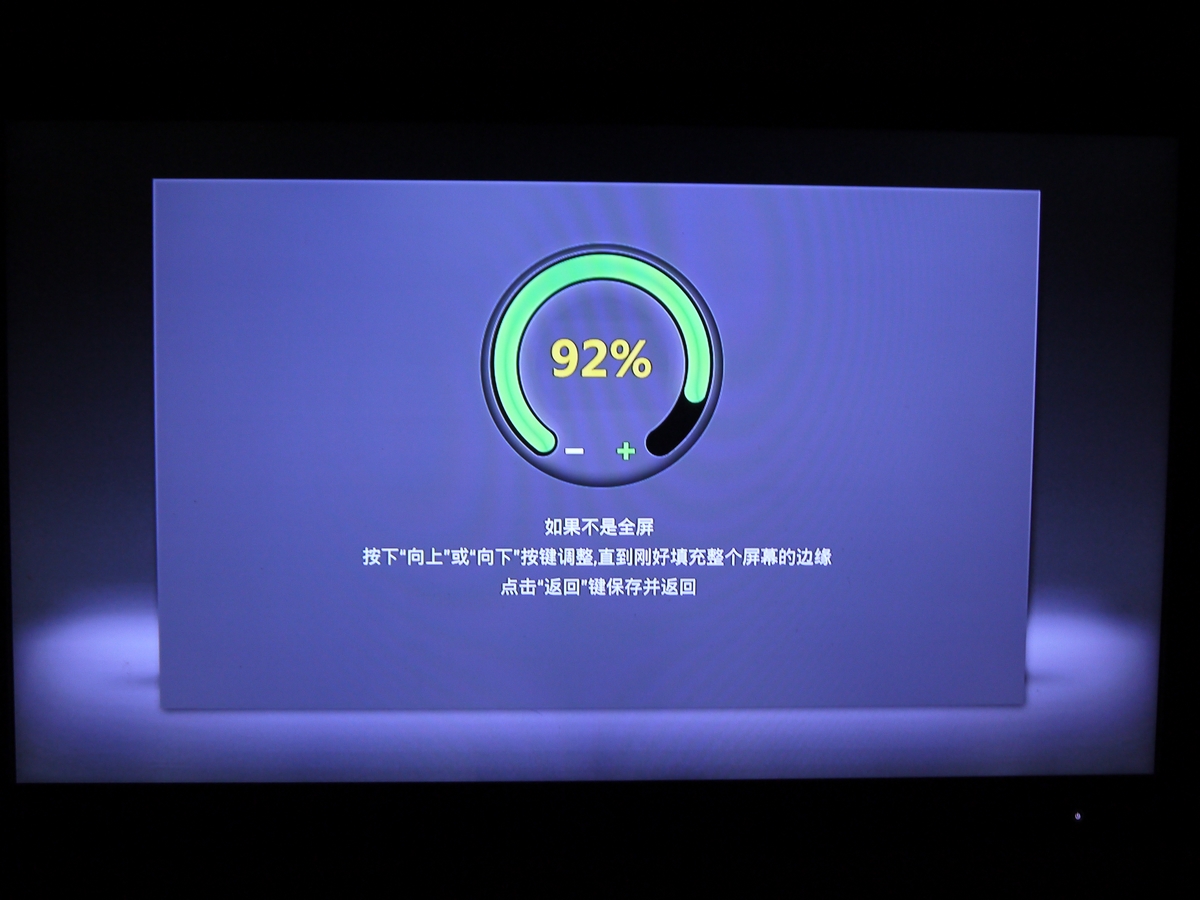 92%
- +
如果不是全屏
按下“向上”或“向下”按键调整,直到刚好填充整个屏幕的边缘
点击“返回”键保存并返回